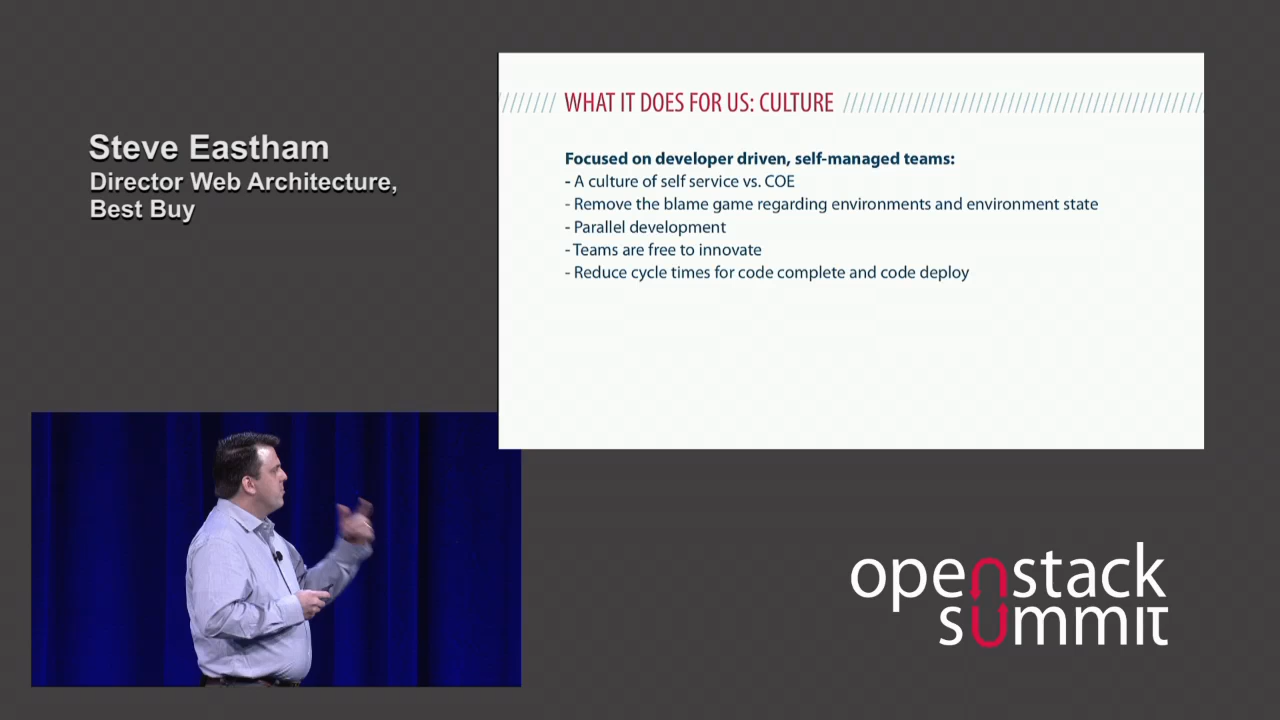 Steve Eastham
Director Web Architecture,
Best Buy
WHAT IT DOES FOR US: CULTURE
Focused on developer driven, self-managed teams:
- A culture of self service vs. COE
- Remove the blame game regarding environments and environment state
- Parallel development
- Teams are free to innovate
- Reduce cycle times for code complete and code deploy
openstack
summit